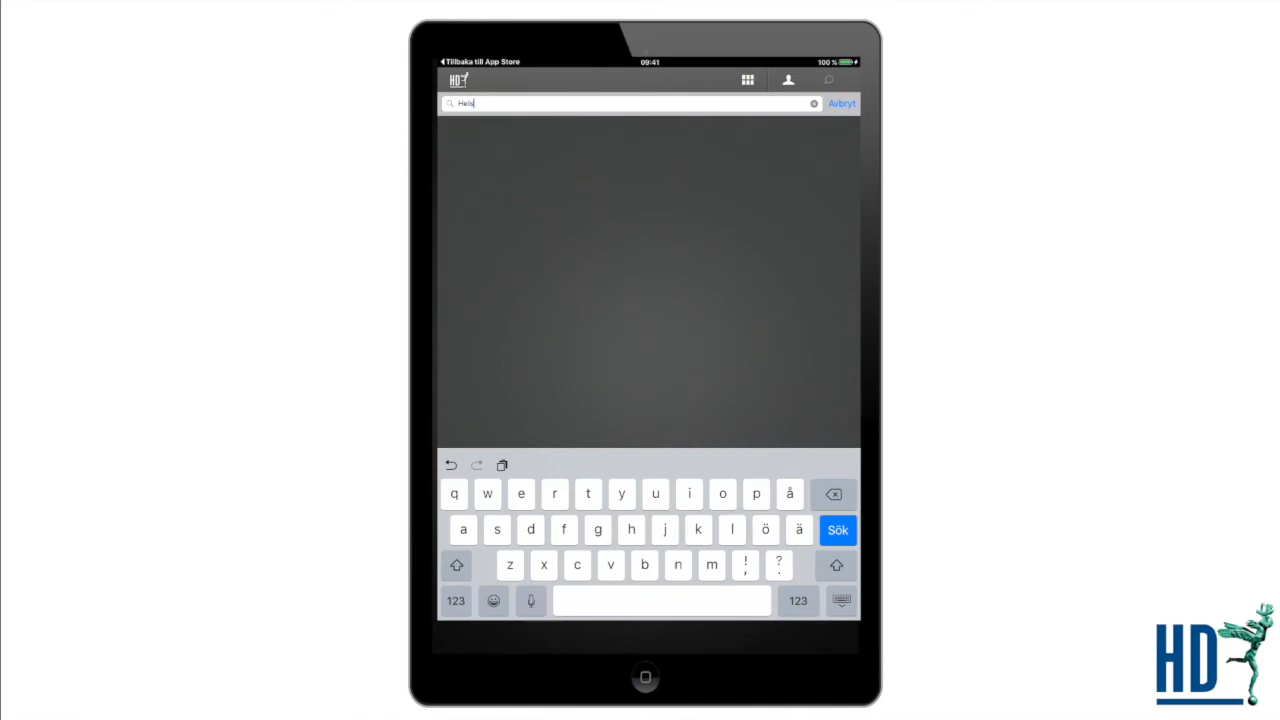 Tillbaka till App Store 09:41 100 %
HD
Hels Avbryt
q w e r t y u i o p å
a s d f g h j k l ö ä Sök
z x c v b n m ! , ? .
123 123
HD